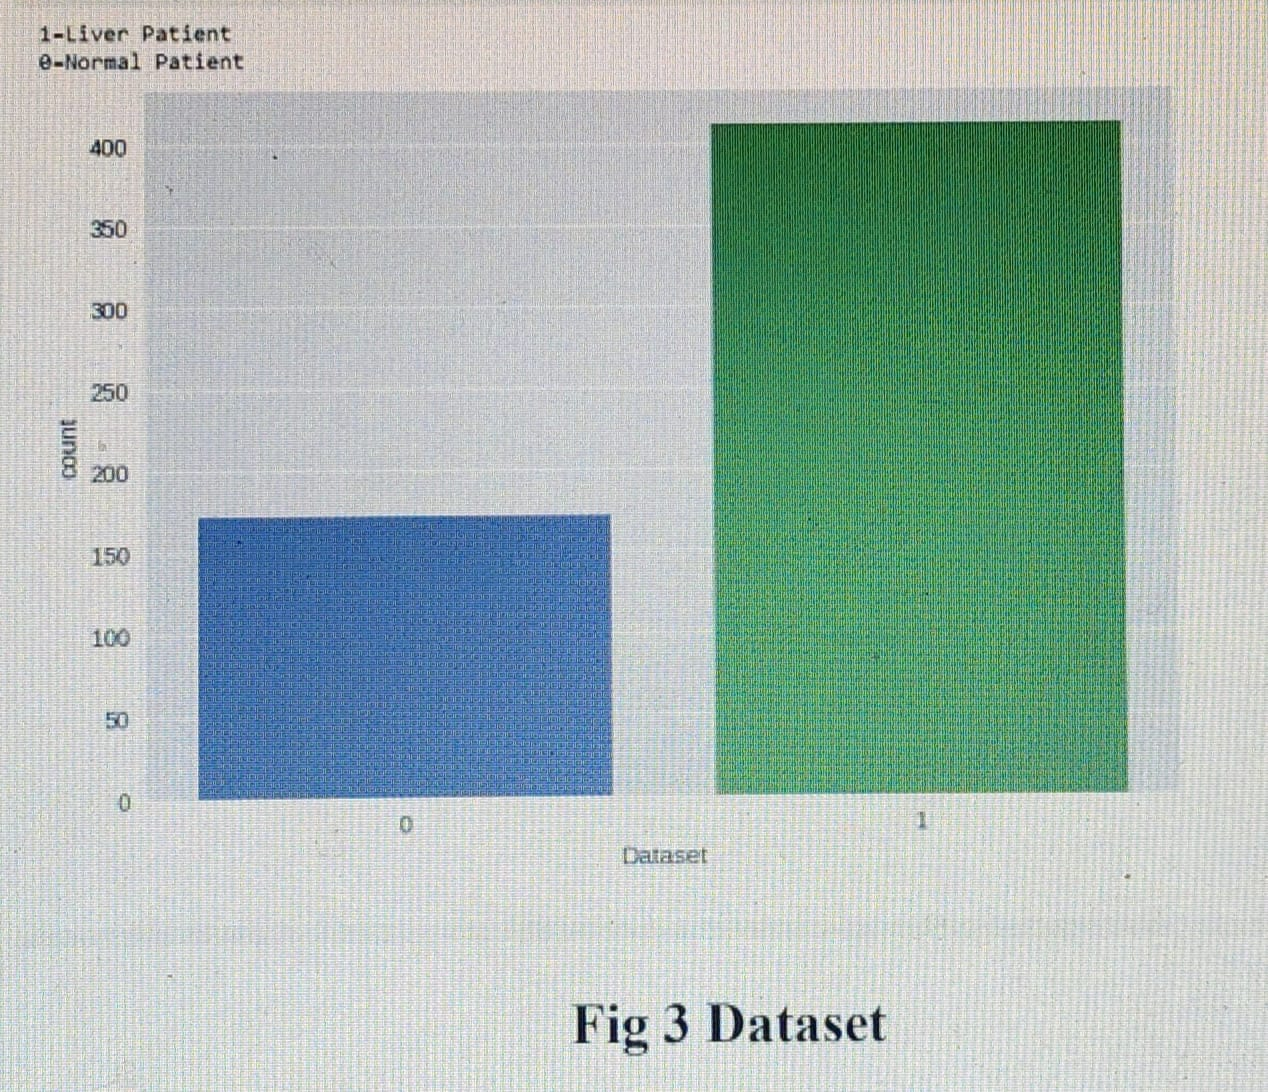 1-Liver Patient
0-Normal Patient
400
350
300
250
200
150
100
50
0
count
0
1
Dataset
Fig 3 Dataset